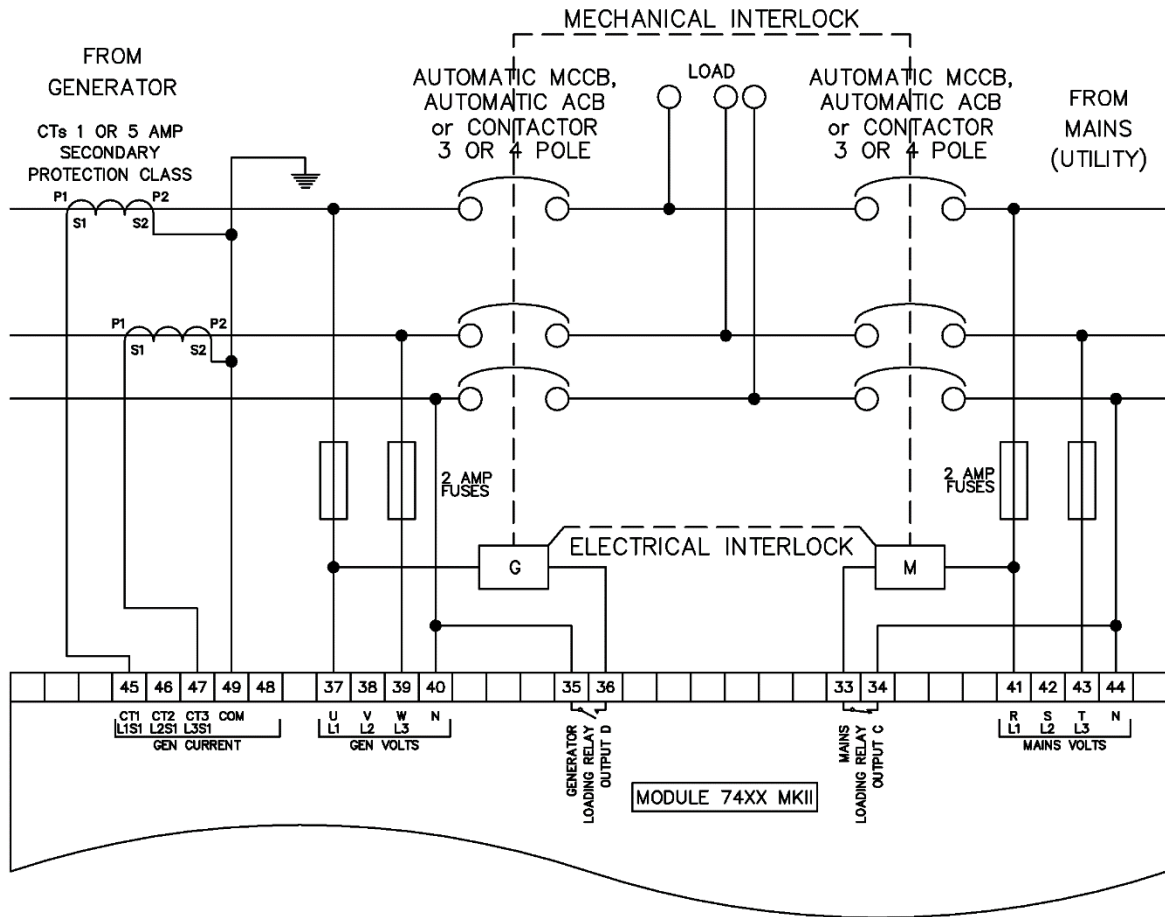 MECHANICAL INTERLOCK
FROM
GENERATOR
CTs 1 OR 5 AMP
SECONDARY
PROTECTION CLASS
AUTOMATIC MCCB,
AUTOMATIC ACB
or CONTACTOR
3 OR 4 POLE
LOAD
AUTOMATIC MCCB,
AUTOMATIC ACB
or CONTACTOR
3 OR 4 POLE
FROM
MAINS
(UTILITY)
P1 P2
S1 S2
P1 P2
S1 S2
2 AMP
FUSES
2 AMP
FUSES
ELECTRICAL INTERLOCK
G
M
45 46 47 49 48 37 38 39 40 35 36 33 34 41 42 43 44
CT1 CT2 CT3 COM
L1S1 L2S1 L3S1
GEN CURRENT
U V W N
L1 L2 L3
GEN VOLTS
GENERATOR
LOADING RELAY
OUTPUT D
MAINS
LOADING RELAY
OUTPUT C
R S T N
L1 L2 L3
MAINS VOLTS
MODULE 74XX MKII